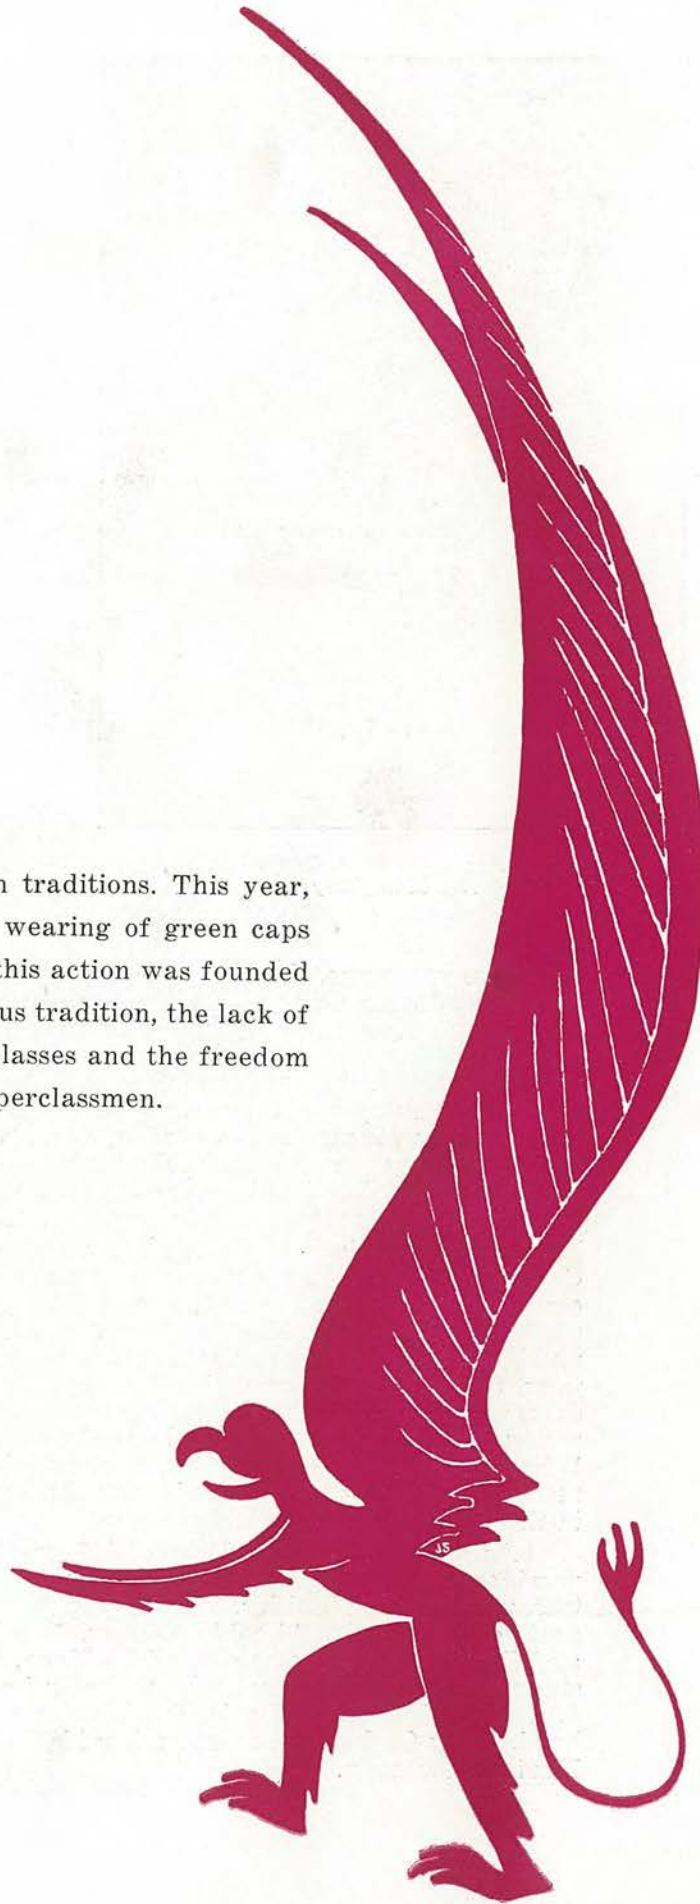 traditions. This year,
wearing of green caps
this action was founded
us tradition, the lack of
lasses and the freedom
perclassmen.
JS